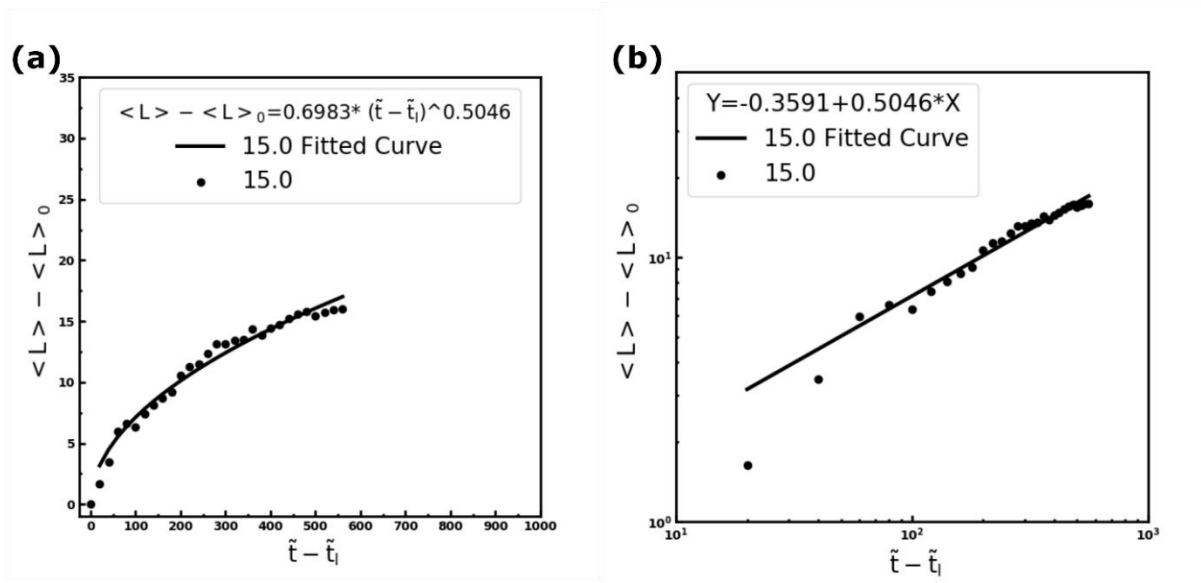 (a)
35
30
25
20
15
10
5
0
<L> − <L>₀
<L> − <L>₀=0.6983* (t̃ − t̃ₗ)^0.5046
15.0 Fitted Curve
15.0
0 100 200 300 400 500 600 700 800 900 1000
t̃ − t̃ₗ
(b)
10¹
10⁰
<L> − <L>₀
Y=-0.3591+0.5046*X
15.0 Fitted Curve
15.0
10¹ 10² 10³
t̃ − t̃ₗ